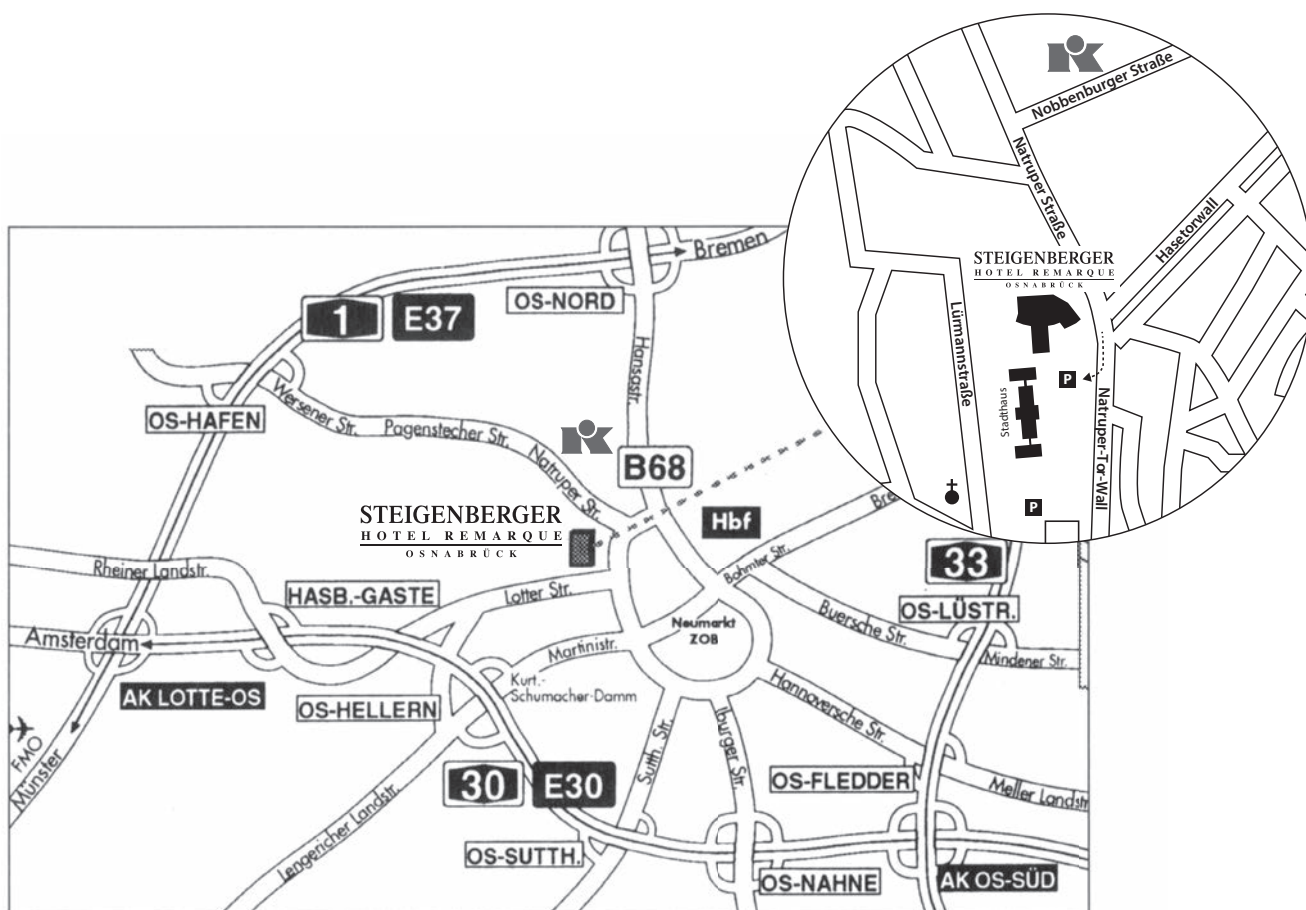 Nobbenburger Straße
Natruper Straße
Hasetorwall
STEIGENBERGER
HOTEL REMARQUE
OSNABRÜCK
Lürmannstraße
P
Stadthaus
Natruper-Tor-Wall
P
Bremen
OS-NORD
1
E37
Hansastr.
OS-HAFEN
Wersener Str.
Pagenstecher Str.
Natruper Str.
B68
STEIGENBERGER
HOTEL REMARQUE
OSNABRÜCK
Hbf
Bre
33
Rheiner Landstr.
HASB.-GASTE
Lotter Str.
Bohmter Str.
OS-LÜSTR.
Neumarkt
ZOB
Buersche Str.
Amsterdam
Martinistr.
Mindener Str.
AK LOTTE-OS
OS-HELLERN
Kurt.-
Schumacher-Damm
Hannoversche Str.
FMO
Münster
Sutth. Str.
Iburger Str.
30
E30
OS-FLEDDER
Meller Landstr
Lengericher Landstr.
OS-SUTTH.
OS-NAHNE
AK OS-SÜD